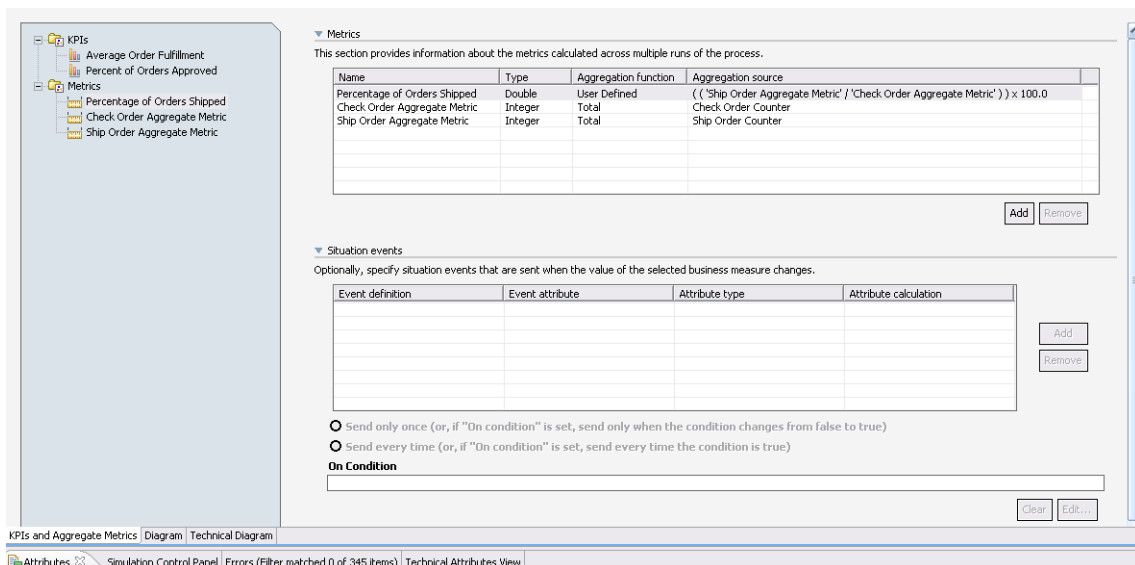 KPIs
Average Order Fulfillment
Percent of Orders Approved
Metrics
Percentage of Orders Shipped
Check Order Aggregate Metric
Ship Order Aggregate Metric
Metrics
This section provides information about the metrics calculated across multiple runs of the process.
Name Type Aggregation function Aggregation source
Percentage of Orders Shipped Double User Defined ( ( 'Ship Order Aggregate Metric' / 'Check Order Aggregate Metric' ) ) x 100.0
Check Order Aggregate Metric Integer Total Check Order Counter
Ship Order Aggregate Metric Integer Total Ship Order Counter
Add Remove
Situation events
Optionally, specify situation events that are sent when the value of the selected business measure changes.
Event definition Event attribute Attribute type Attribute calculation
Add
Remove
Send only once (or, if "On condition" is set, send only when the condition changes from false to true)
Send every time (or, if "On condition" is set, send every time the condition is true)
On Condition
Clear Edit...
KPIs and Aggregate Metrics Diagram Technical Diagram
Attributes Simulation Control Panel Errors (Filter matched 0 of 345 items) Technical Attributes View